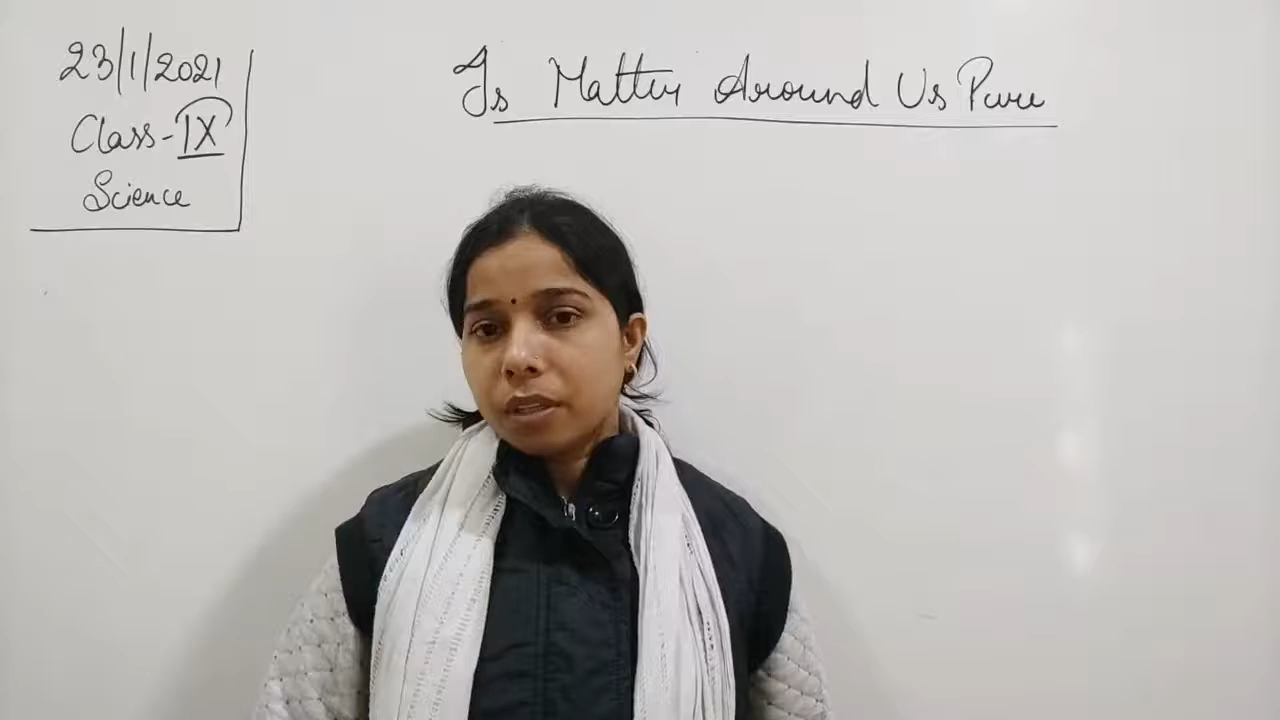 23/1/2021
Class-IX
Science
Is Matter Around Us Pure